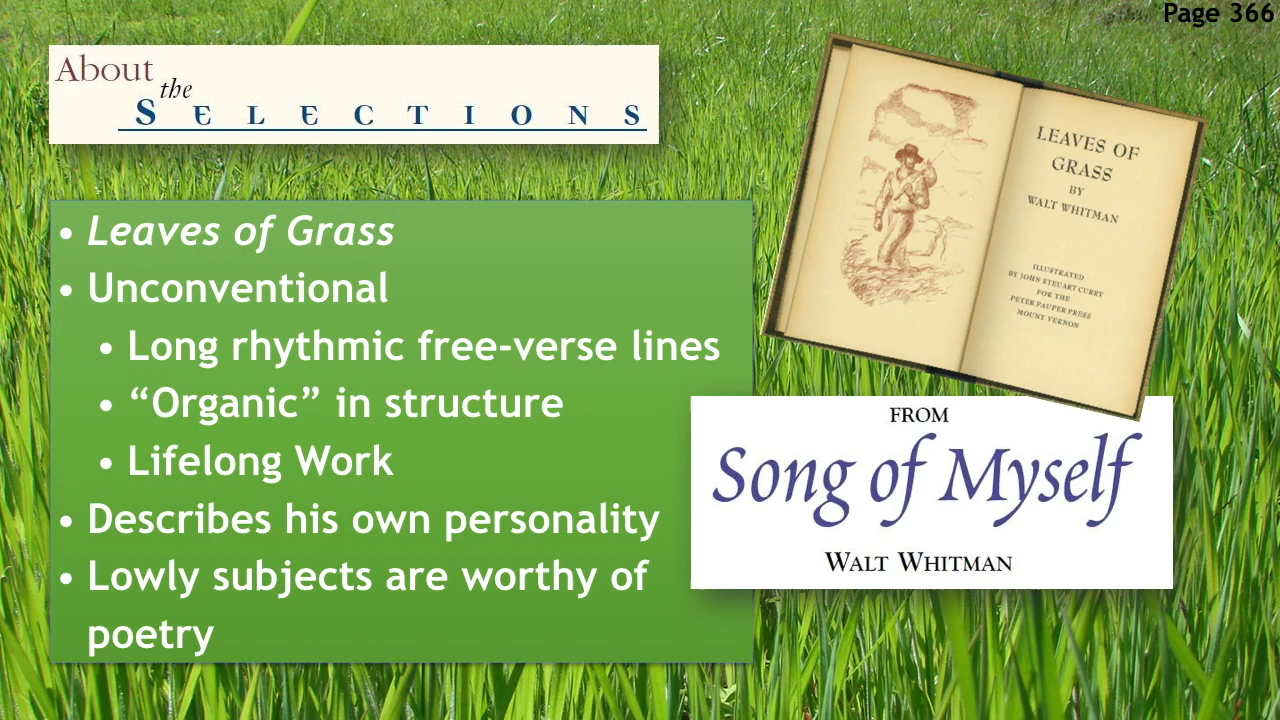 Page 366
About
the
SELECTIONS
• Leaves of Grass
• Unconventional
• Long rhythmic free-verse lines
• “Organic” in structure
• Lifelong Work
• Describes his own personality
• Lowly subjects are worthy of
poetry
LEAVES OF
GRASS
BY
WALT WHITMAN
ILLUSTRATED
BY JOHN STEUART CURRY
FOR THE
PETER PAUPER PRESS
MOUNT VERNON
FROM
Song of Myself
WALT WHITMAN